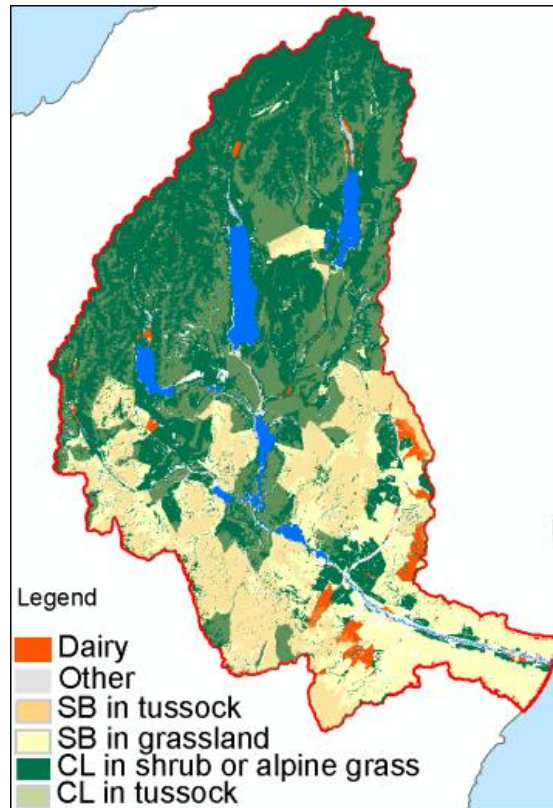 Legend
Dairy
Other
SB in tussock
SB in grassland
CL in shrub or alpine grass
CL in tussock